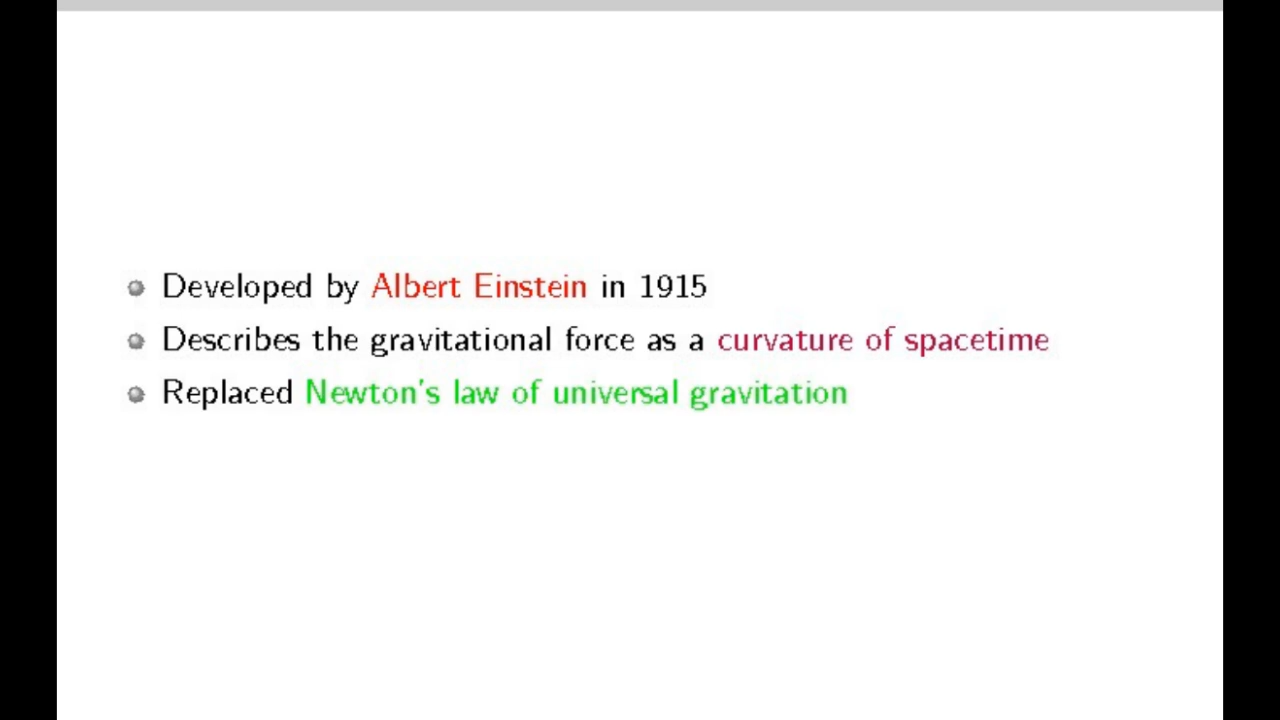 Developed by Albert Einstein in 1915
Describes the gravitational force as a curvature of spacetime
Replaced Newton's law of universal gravitation